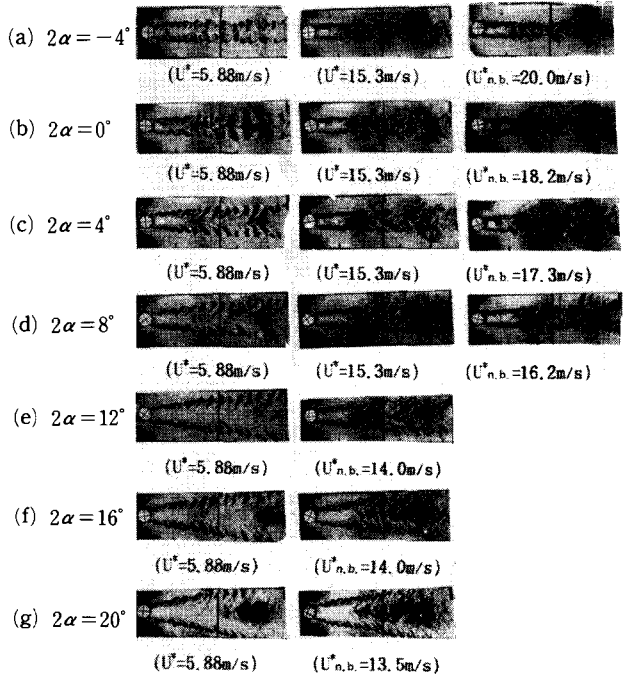 (a) 2α=−4°
(U*=5.88m/s) (U*=15.3m/s) (U*n.b.=20.0m/s)
(b) 2α=0°
(U*=5.88m/s) (U*=15.3m/s) (U*n.b.=18.2m/s)
(c) 2α=4°
(U*=5.88m/s) (U*=15.3m/s) (U*n.b.=17.3m/s)
(d) 2α=8°
(U*=5.88m/s) (U*=15.3m/s) (U*n.b.=16.2m/s)
(e) 2α=12°
(U*=5.88m/s) (U*n.b.=14.0m/s)
(f) 2α=16°
(U*=5.88m/s) (U*n.b.=14.0m/s)
(g) 2α=20°
(U*=5.88m/s) (U*n.b.=13.5m/s)